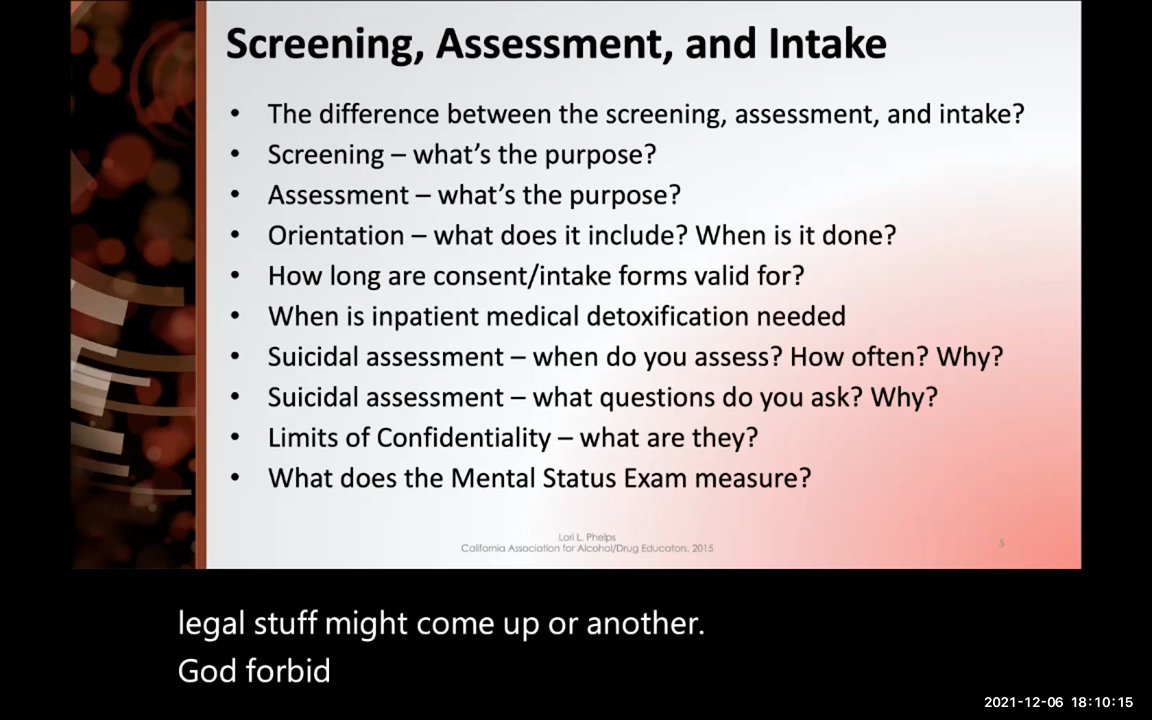 Screening, Assessment, and Intake
• The difference between the screening, assessment, and intake?
• Screening – what's the purpose?
• Assessment – what's the purpose?
• Orientation – what does it include? When is it done?
• How long are consent/intake forms valid for?
• When is inpatient medical detoxification needed
• Suicidal assessment – when do you assess? How often? Why?
• Suicidal assessment – what questions do you ask? Why?
• Limits of Confidentiality – what are they?
• What does the Mental Status Exam measure?
Lori L. Phelps
California Association for Alcohol/Drug Educators, 2015
5
legal stuff might come up or another.
God forbid
2021-12-06 18:10:15